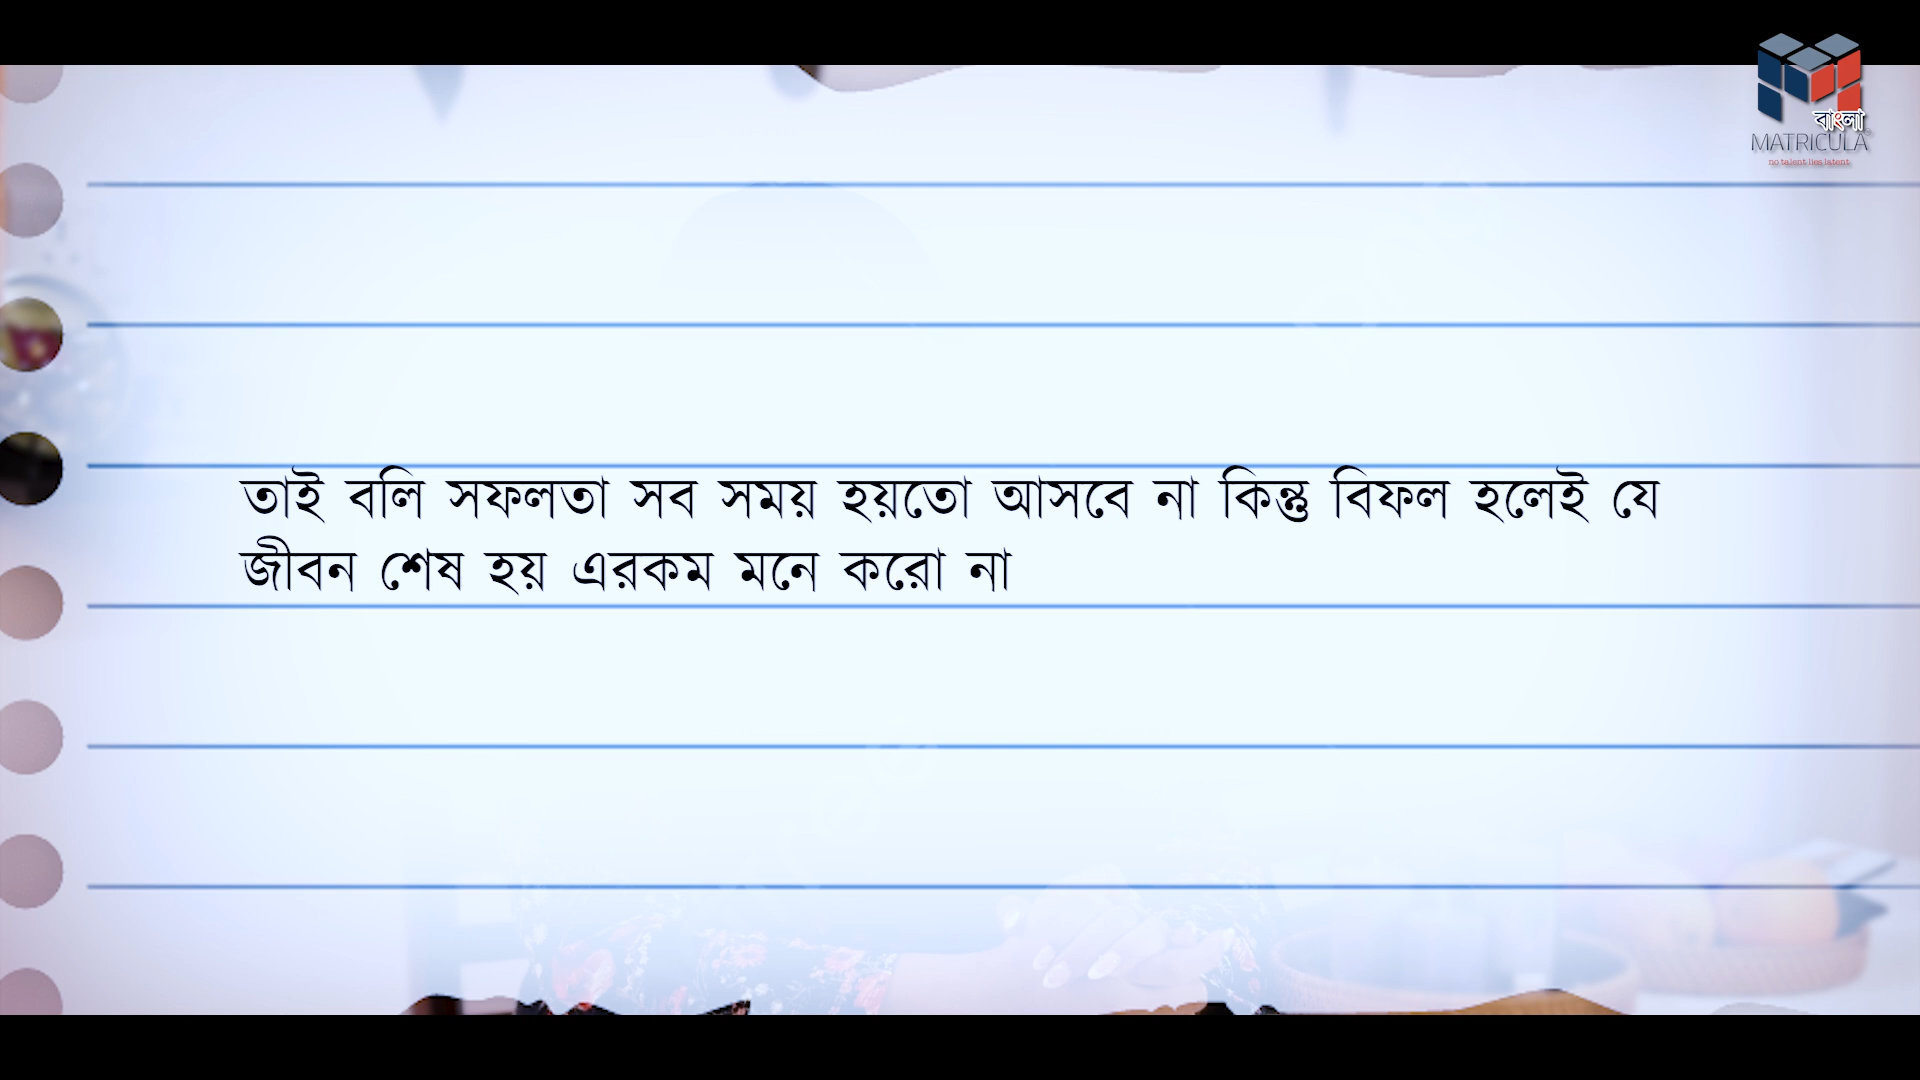 বাংলা
MATRICULA
no talent lies latent
তাই বলি সফলতা সব সময় হয়তো আসবে না কিন্তু বিফল হলেই যে
জীবন শেষ হয় এরকম মনে করো না